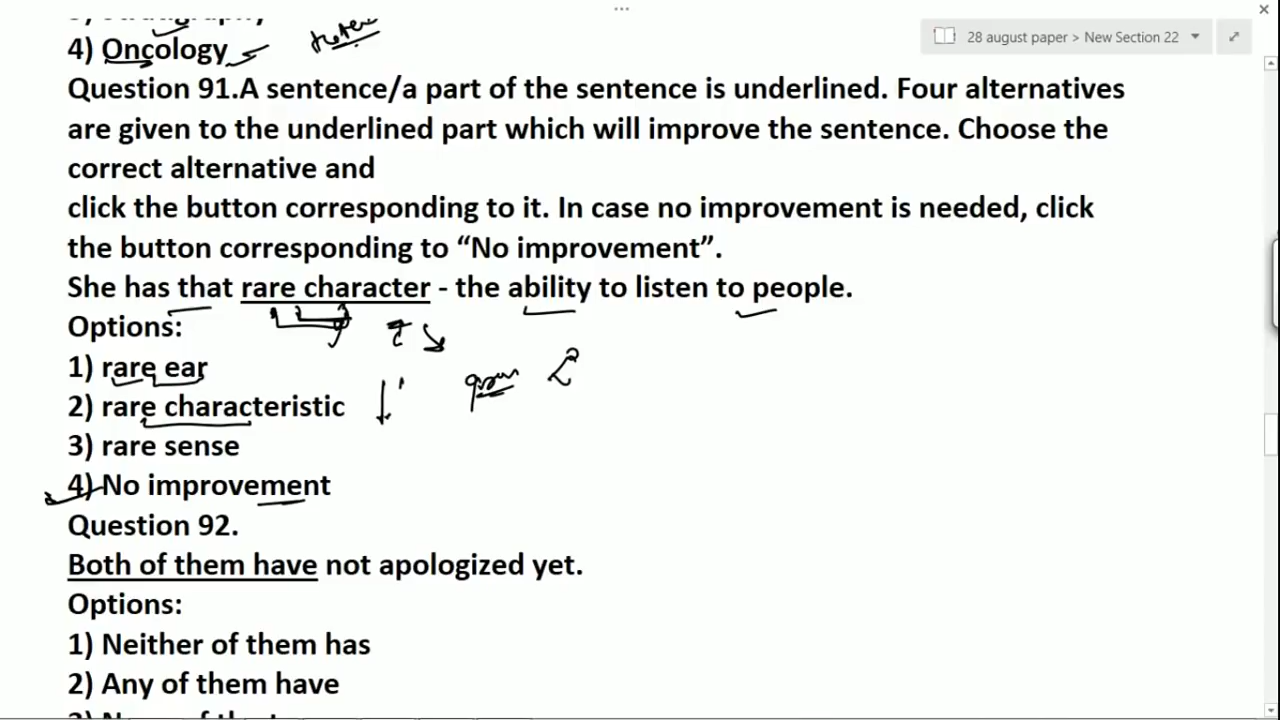 4) Oncology
28 august paper > New Section 22
Question 91.A sentence/a part of the sentence is underlined. Four alternatives
are given to the underlined part which will improve the sentence. Choose the
correct alternative and
click the button corresponding to it. In case no improvement is needed, click
the button corresponding to “No improvement”.
She has that rare character - the ability to listen to people.
Options:
1) rare ear
2) rare characteristic
3) rare sense
4) No improvement
Question 92.
Both of them have not apologized yet.
Options:
1) Neither of them has
2) Any of them have